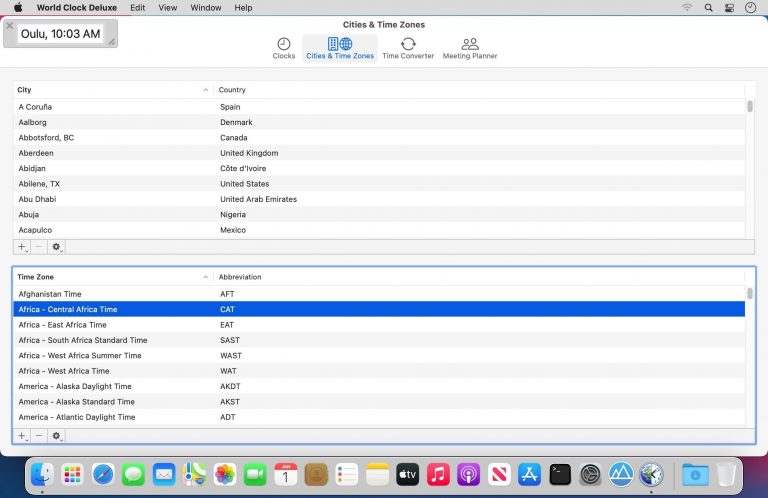 World Clock Deluxe Edit View Window Help
Cities & Time Zones
Oulu, 10:03 AM
Clocks Cities & Time Zones Time Converter Meeting Planner
City Country
A Coruña Spain
Aalborg Denmark
Abbotsford, BC Canada
Aberdeen United Kingdom
Abidjan Côte d'Ivoire
Abilene, TX United States
Abu Dhabi United Arab Emirates
Abuja Nigeria
Acapulco Mexico
Time Zone Abbreviation
Afghanistan Time AFT
Africa - Central Africa Time CAT
Africa - East Africa Time EAT
Africa - South Africa Standard Time SAST
Africa - West Africa Summer Time WAST
Africa - West Africa Time WAT
America - Alaska Daylight Time AKDT
America - Alaska Standard Time AKST
America - Atlantic Daylight Time ADT
JAN
1
tv